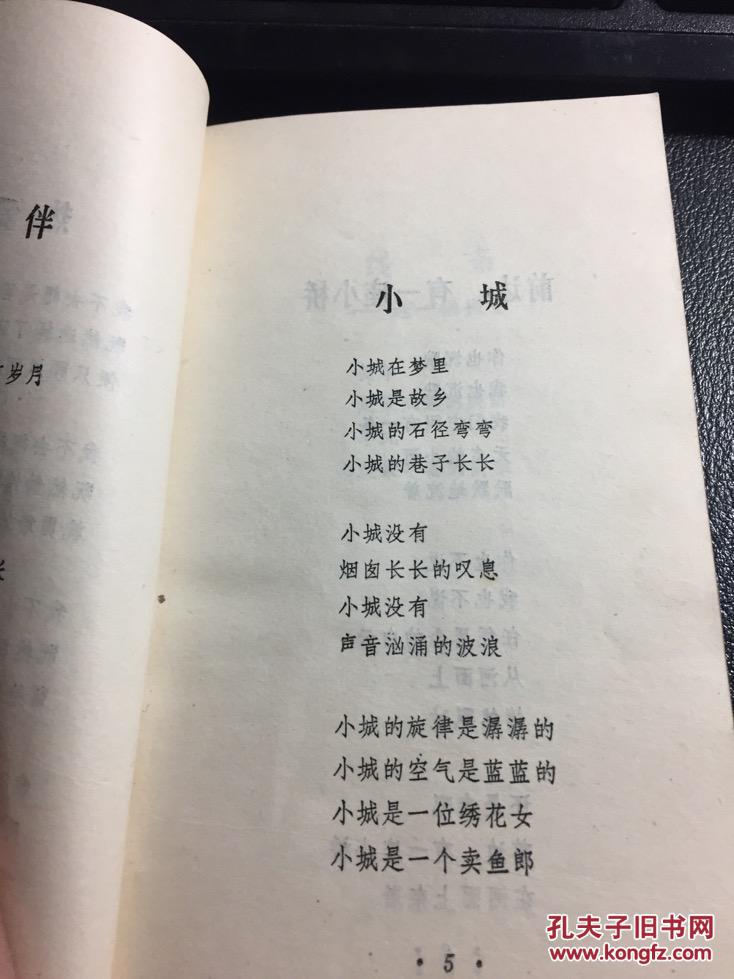 伴
岁月
小城
小城在梦里
小城是故乡
小城的石径弯弯
小城的巷子长长
小城没有
烟囱长长的叹息
小城没有
声音汹涌的波浪
小城的旋律是潺潺的
小城的空气是蓝蓝的
小城是一位绣花女
小城是一个卖鱼郎
·5·
孔夫子旧书网
www.kongfz.com